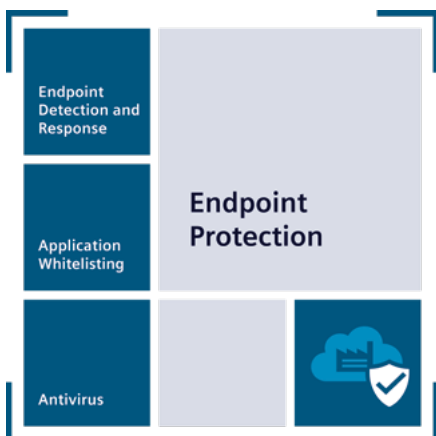 Endpoint
Detection and
Response
Application
Whitelisting
Antivirus
Endpoint
Protection